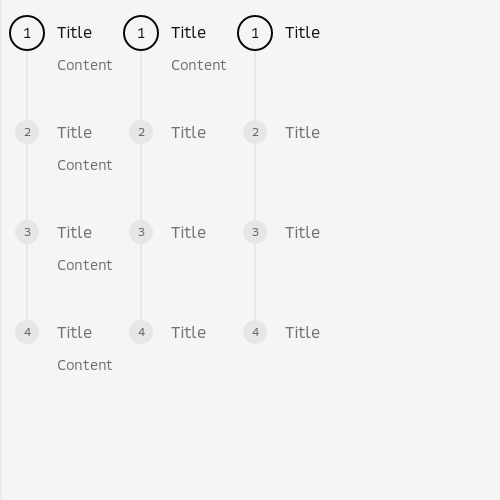 1 Title 1 Title 1 Title
Content Content
2 Title 2 Title 2 Title
Content
3 Title 3 Title 3 Title
Content
4 Title 4 Title 4 Title
Content